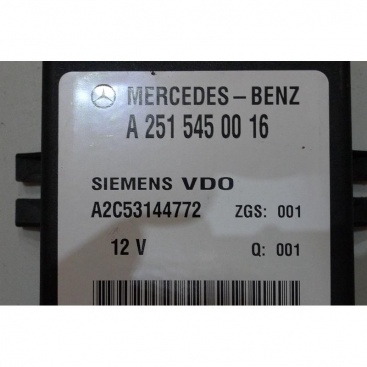 MERCEDES-BENZ
A 251 545 00 16
SIEMENS VDO
A2C53144772 ZGS: 001
12 V Q: 001